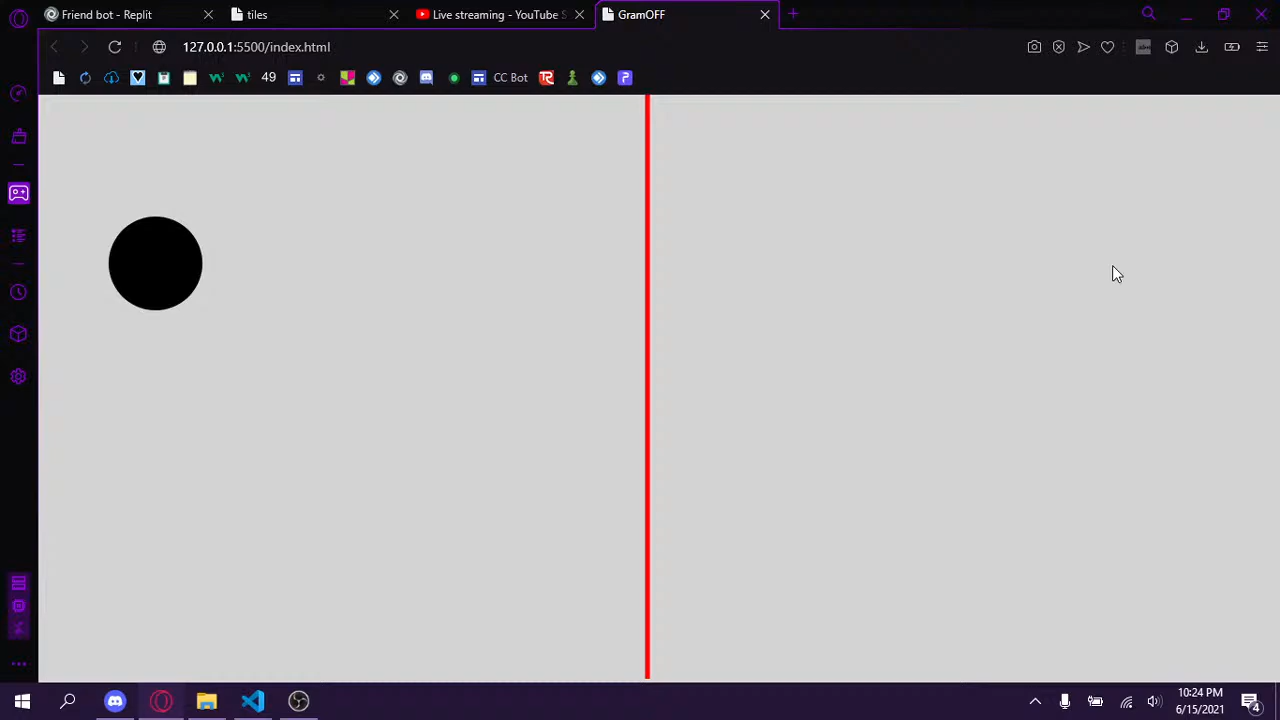 Friend bot - Replit
tiles
Live streaming - YouTube S
GramOFF
127.0.0.1:5500/index.html
49
CC Bot
10:24 PM
6/15/2021
4